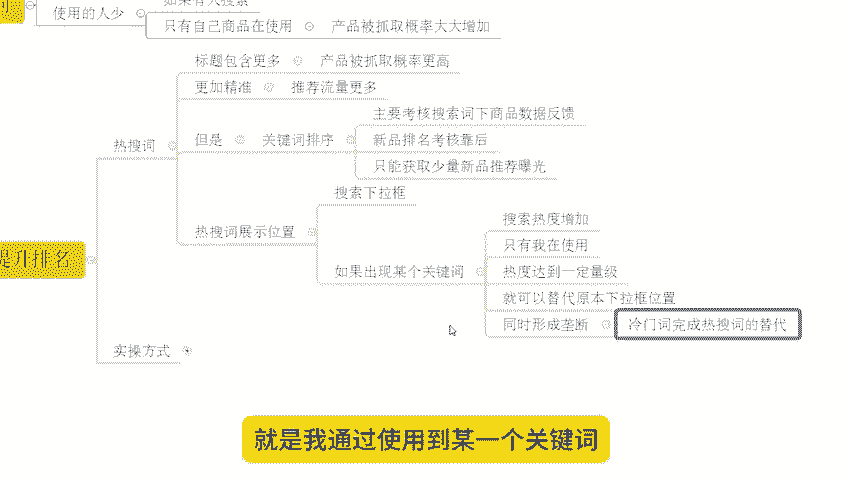 使用的人少
只有自己商品在使用
产品被抓取概率大大增加
标题包含更多
产品被抓取概率更高
更加精准
推荐流量更多
热搜词
但是
关键词排序
主要考核搜索词下商品数据反馈
新品排名考核靠后
只能获取少量新品推荐曝光
热搜词展示位置
搜索下拉框
如果出现某个关键词
搜索热度增加
只有我在使用
热度达到一定量级
就可以替代原本下拉框位置
同时形成垄断
冷门词完成热搜词的替代
提升排名
实操方式
就是我通过使用到某一个关键词